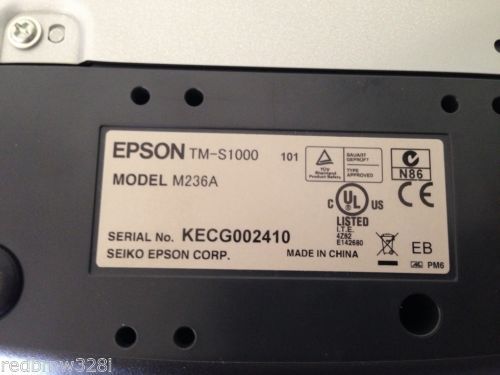 EPSON TM-S1000 101
MODEL M236A
SERIAL No. KECG002410
SEIKO EPSON CORP.
MADE IN CHINA
TÜV
Rheinland
Product Safety
BAUART
GEPRÜFT
TYPE
APPROVED
N86
C UL US
LISTED
I.T.E.
4Z82
E142680
CE
EB
PM6
redbmw328i